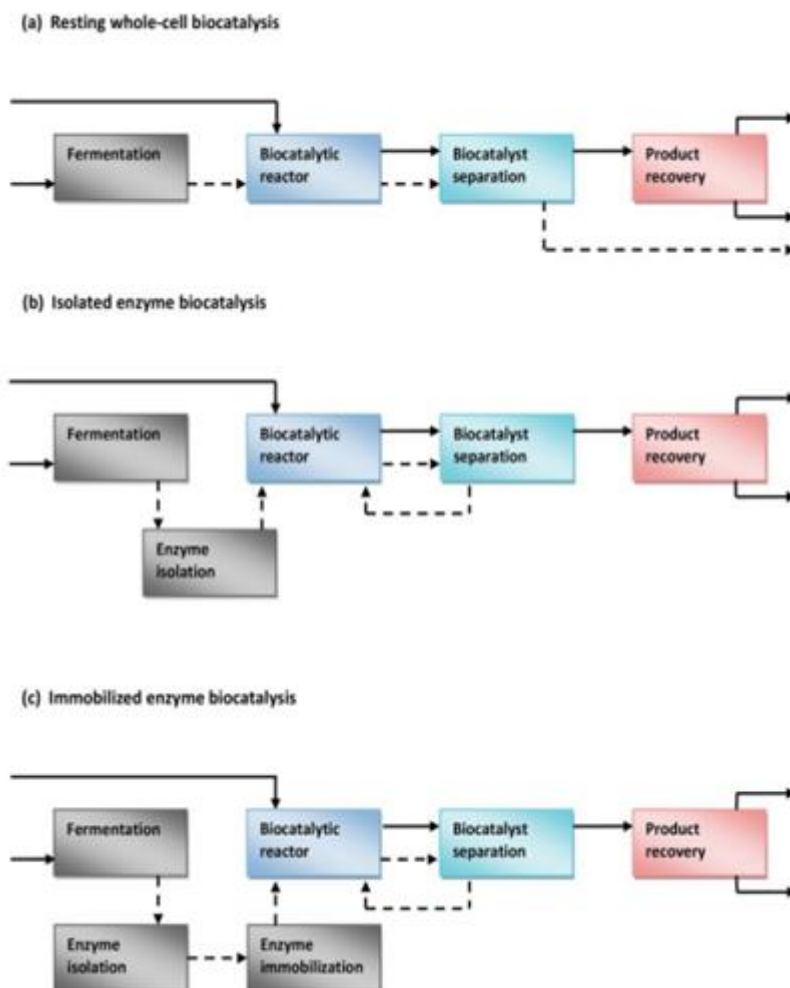 (a) Resting whole-cell biocatalysis
Fermentation
Biocatalytic
reactor
Biocatalyst
separation
Product
recovery
(b) Isolated enzyme biocatalysis
Fermentation
Biocatalytic
reactor
Biocatalyst
separation
Product
recovery
Enzyme
isolation
(c) Immobilized enzyme biocatalysis
Fermentation
Biocatalytic
reactor
Biocatalyst
separation
Product
recovery
Enzyme
isolation
Enzyme
immobilization